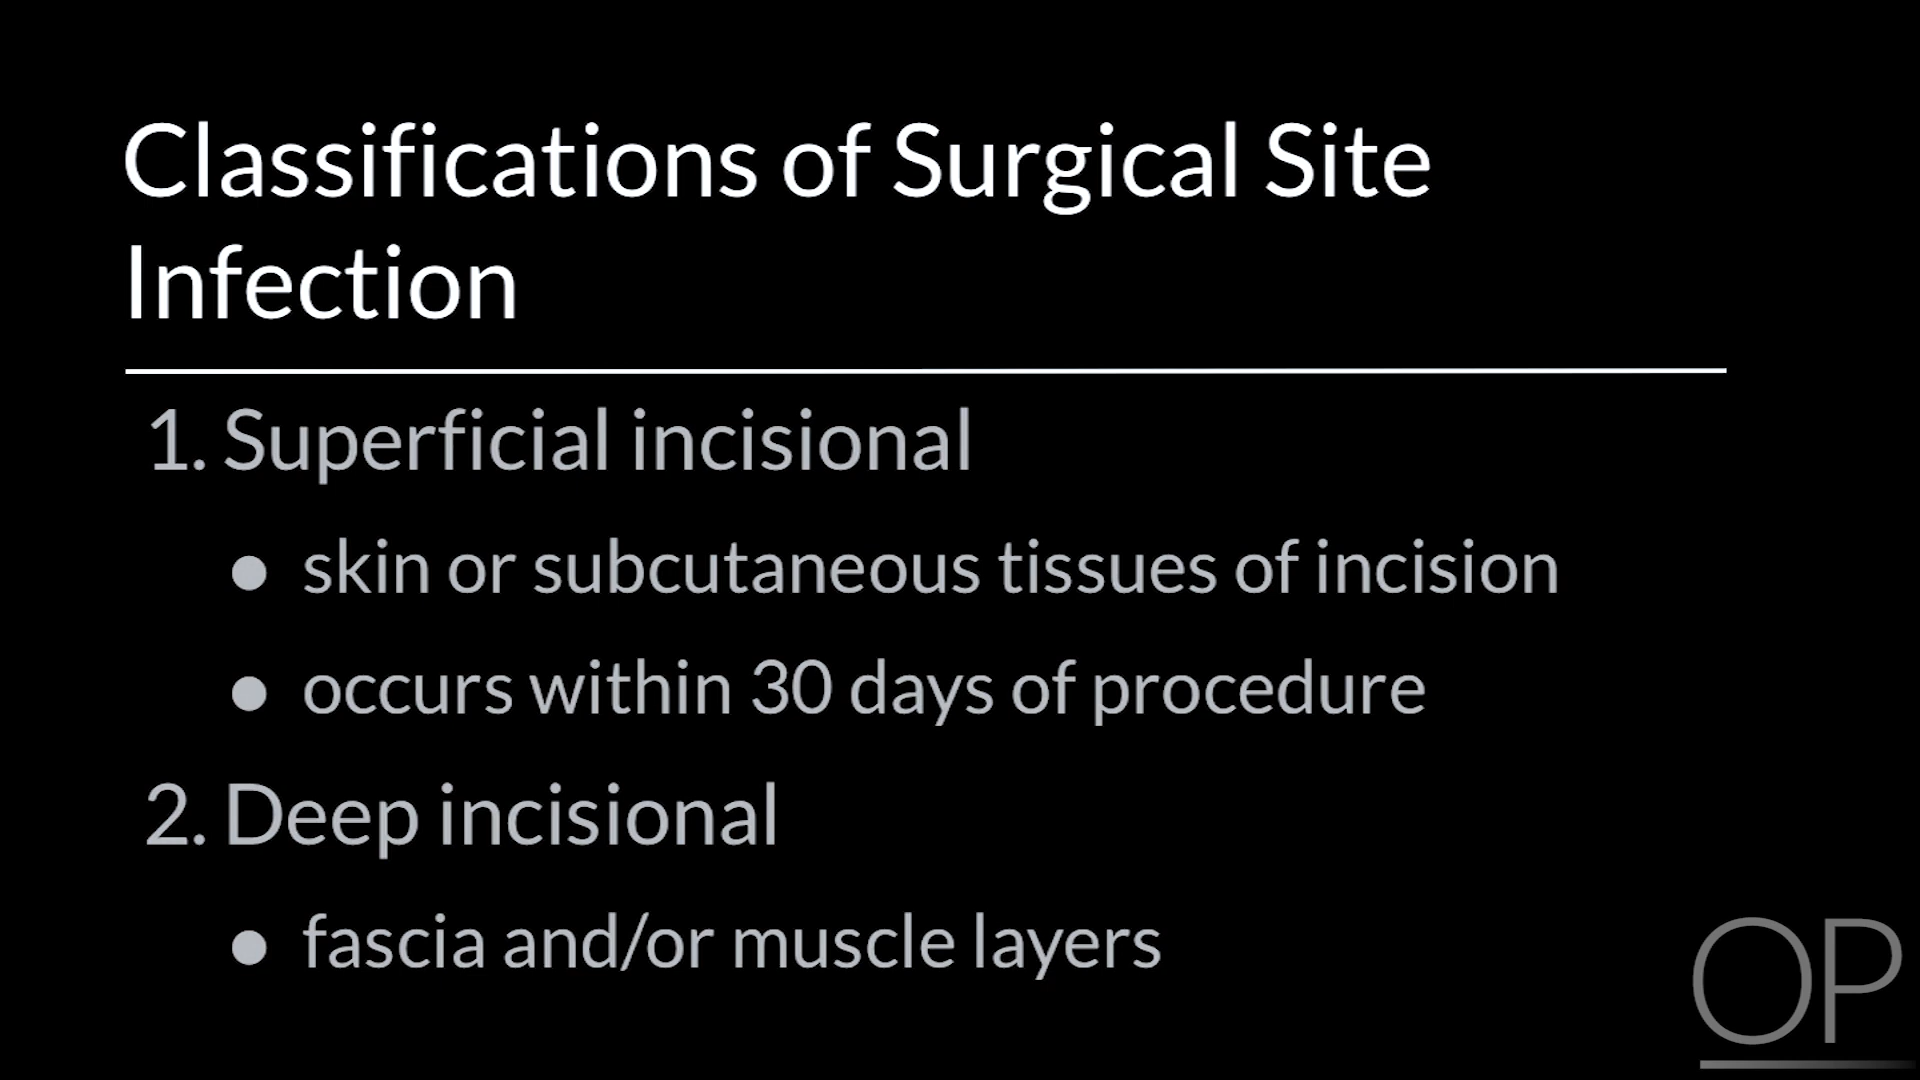 Classifications of Surgical Site
Infection
1. Superficial incisional
● skin or subcutaneous tissues of incision
● occurs within 30 days of procedure
2. Deep incisional
● fascia and/or muscle layers
OP